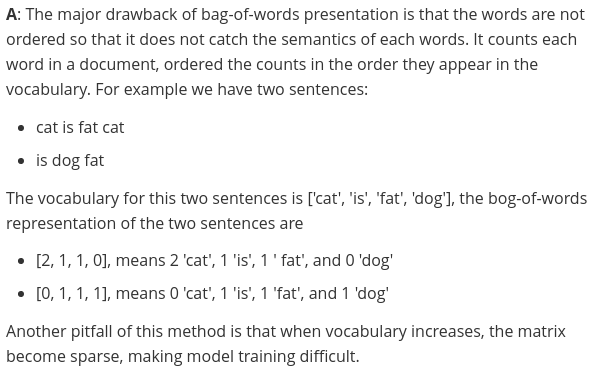 A: The major drawback of bag-of-words presentation is that the words are not
ordered so that it does not catch the semantics of each words. It counts each
word in a document, ordered the counts in the order they appear in the
vocabulary. For example we have two sentences:
• cat is fat cat
• is dog fat
The vocabulary for this two sentences is ['cat', 'is', 'fat', 'dog'], the bog-of-words
representation of the two sentences are
• [2, 1, 1, 0], means 2 'cat', 1 'is', 1 ' fat', and 0 'dog'
• [0, 1, 1, 1], means 0 'cat', 1 'is', 1 'fat', and 1 'dog'
Another pitfall of this method is that when vocabulary increases, the matrix
become sparse, making model training difficult.